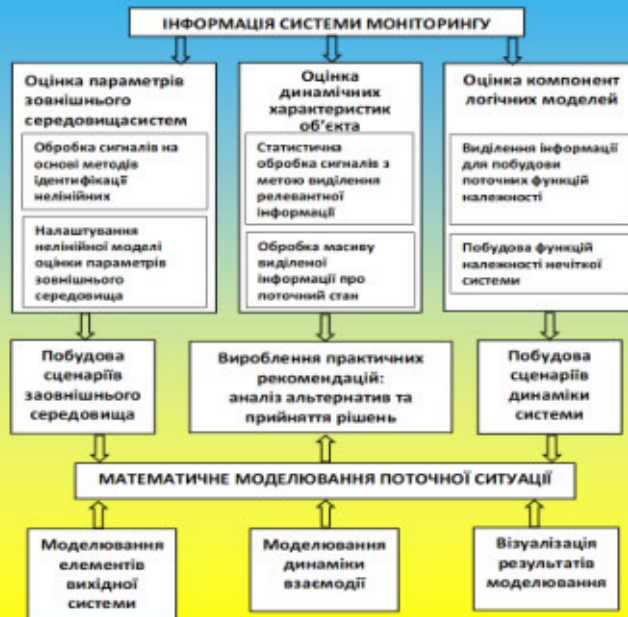 ІНФОРМАЦІЯ СИСТЕМИ МОНІТОРИНГУ
Оцінка параметрів
зовнішнього
середовищасистем
Обробка сигналів на
основі методів
ідентифікації
нелінійних
Налаштування
нелінійної моделі
оцінки параметрів
зовнішнього
середовища
Оцінка
динамічних
характеристик
об'єкта
Статистична
обробка сигналів з
метою виділення
релевантної
інформації
Обробка масиву
виділеної
інформації про
поточний стан
Оцінка компонент
логічних моделей
Виділення інформації
для побудови
поточних функцій
належності
Побудова функцій
належності нечіткої
системи
Побудова
сценаріїв
заовнішнього
середовища
Вироблення практичних
рекомендацій:
аналіз альтернатив та
прийняття рішень
Побудова
сценаріїв
динаміки
системи
МАТЕМАТИЧНЕ МОДЕЛЮВАННЯ ПОТОЧНОЇ СИТУАЦІЇ
Моделювання
елементів
вихідної
системи
Моделювання
динаміки
взаємодії
Візуалізація
результатів
моделювання